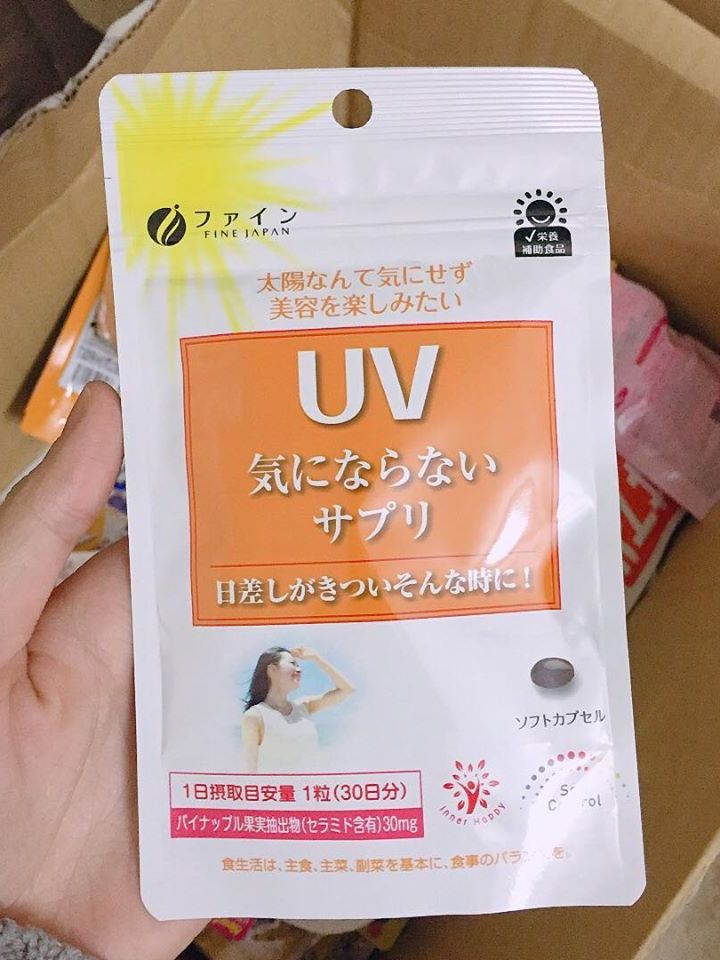 ファイン
FINE JAPAN
✓栄養
補助食品
太陽なんて気にせず
美容を楽しみたい
UV
気にならない
サプリ
日差しがきついそんな時に!
ソフトカプセル
1日摂取目安量 1粒(30日分)
パイナップル果実抽出物(セラミド含有)30mg
Inner Happy
食生活は、主食、主菜、副菜を基本に、食事のバランスを。